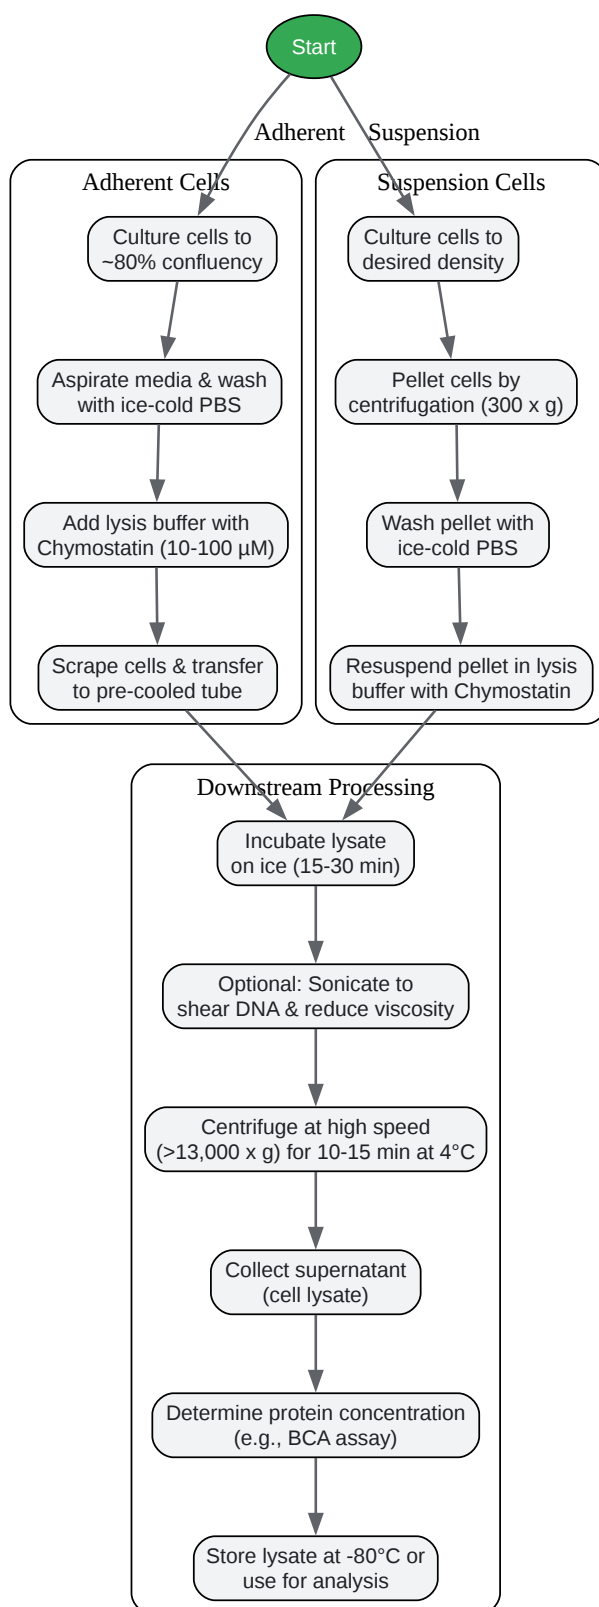 Start
Adherent
Suspension
Adherent Cells
Culture cells to
~80% confluency
Aspirate media & wash
with ice-cold PBS
Add lysis buffer with
Chymostatin (10-100 µM)
Scrape cells & transfer
to pre-cooled tube
Suspension Cells
Culture cells to
desired density
Pellet cells by
centrifugation (300 x g)
Wash pellet with
ice-cold PBS
Resuspend pellet in lysis
buffer with Chymostatin
Downstream Processing
Incubate lysate
on ice (15-30 min)
Optional: Sonicate to
shear DNA & reduce viscosity
Centrifuge at high speed
(>13,000 x g) for 10-15 min at 4°C
Collect supernatant
(cell lysate)
Determine protein concentration
(e.g., BCA assay)
Store lysate at -80°C or
use for analysis